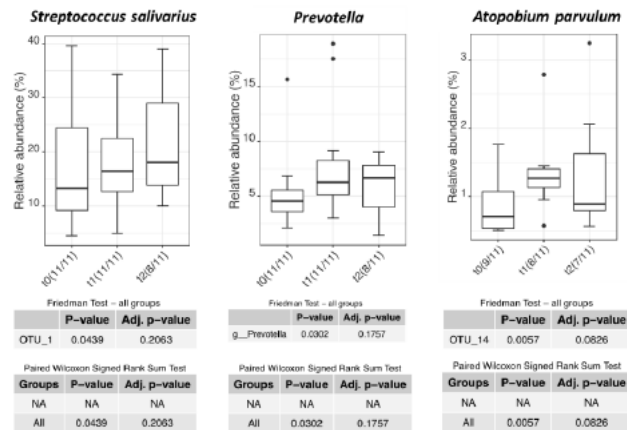 Streptococcus salivarius
Relative abundance (%)
40
30
20
10
t0(11/11)
t1(11/11)
t2(8/11)
Friedman Test – all groups
P-value Adj. p-value
OTU_1 0.0439 0.2063
Paired Wilcoxon Signed Rank Sum Test
Groups P-value Adj. p-value
NA NA NA
All 0.0439 0.2063
Prevotella
Relative abundance (%)
15
10
5
t0(11/11)
t1(11/11)
t2(8/11)
Friedman Test – all groups
P-value Adj. p-value
g__Prevotella 0.0302 0.1757
Paired Wilcoxon Signed Rank Sum Test
Groups P-value Adj. p-value
NA NA NA
All 0.0302 0.1757
Atopobium parvulum
Relative abundance (%)
3
2
1
t0(9/11)
t1(8/11)
t2(7/11)
Friedman Test – all groups
P-value Adj. p-value
OTU_14 0.0057 0.0826
Paired Wilcoxon Signed Rank Sum Test
Groups P-value Adj. p-value
NA NA NA
All 0.0057 0.0826